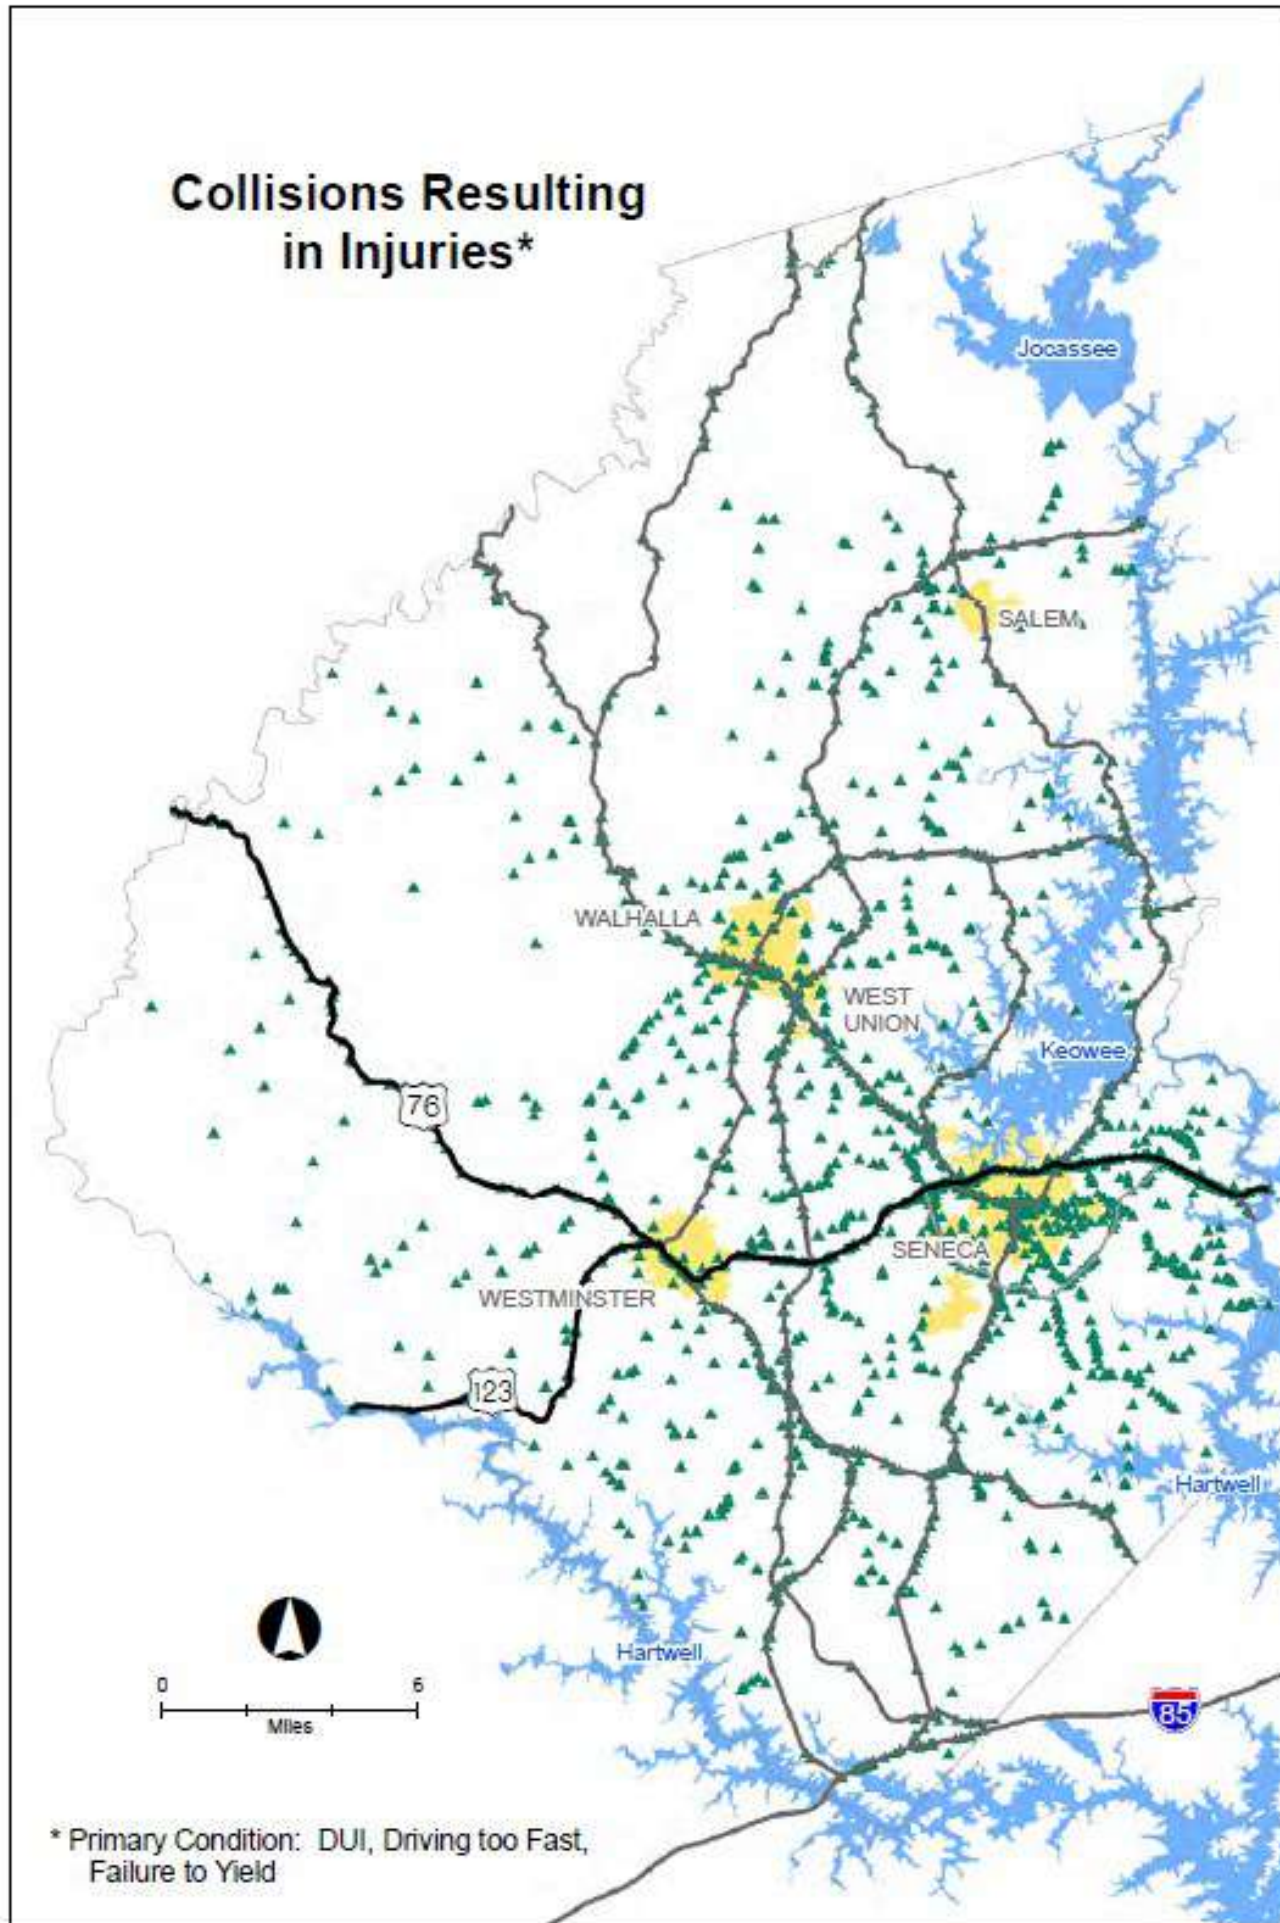 Collisions Resulting
in Injuries*
Jocassee
SALEM
WALHALLA
WEST
UNION
Keowee
76
SENECA
WESTMINSTER
123
Hartwell
Hartwell
0 6
Miles
85
* Primary Condition: DUI, Driving too Fast,
Failure to Yield